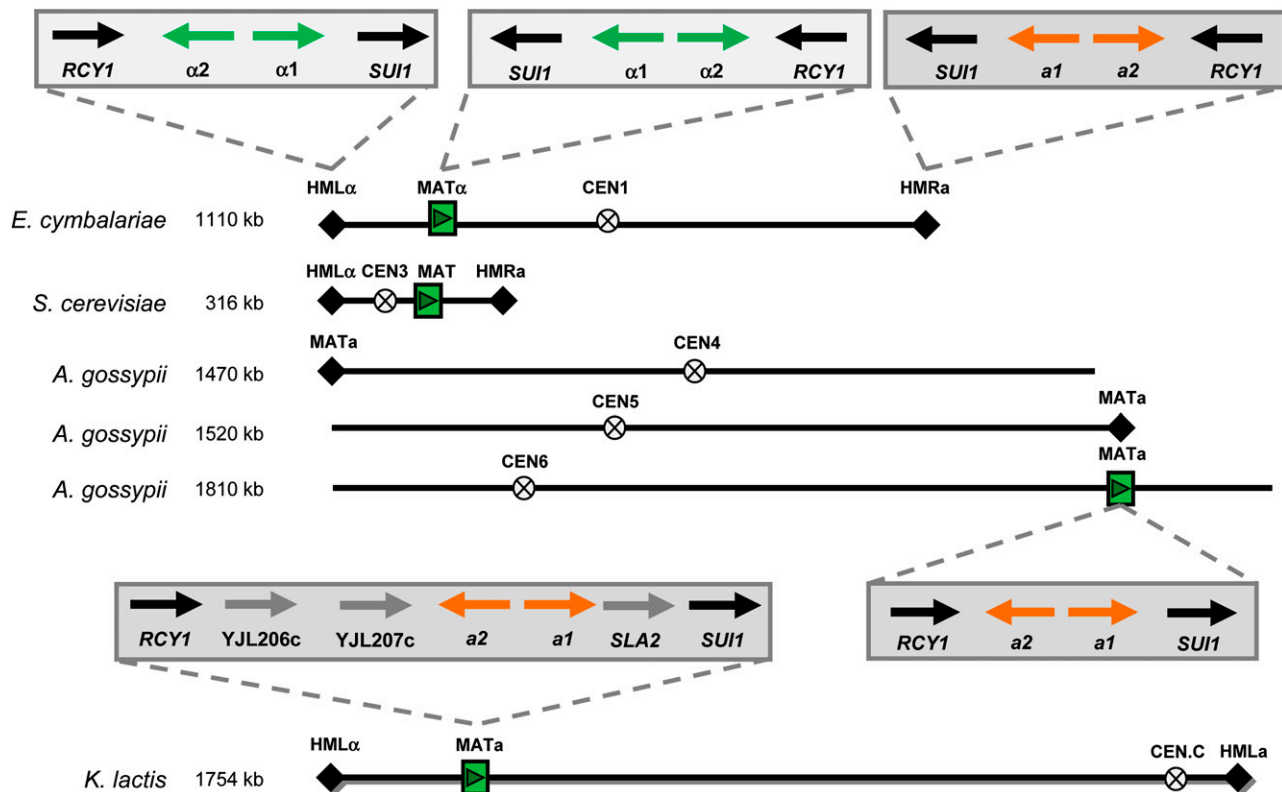 RCY1 α2 α1 SUI1
SUI1 α1 α2 RCY1
SUI1 a1 a2 RCY1
HMLα MATα CEN1 HMRa
E. cymbalariae 1110 kb
HMLα CEN3 MAT HMRa
S. cerevisiae 316 kb
MATa CEN4
A. gossypii 1470 kb
CEN5 MATa
A. gossypii 1520 kb
CEN6 MATa
A. gossypii 1810 kb
RCY1 YJL206c YJL207c a2 a1 SLA2 SUI1
RCY1 a2 a1 SUI1
HMLα MATa CEN.C HMLa
K. lactis 1754 kb